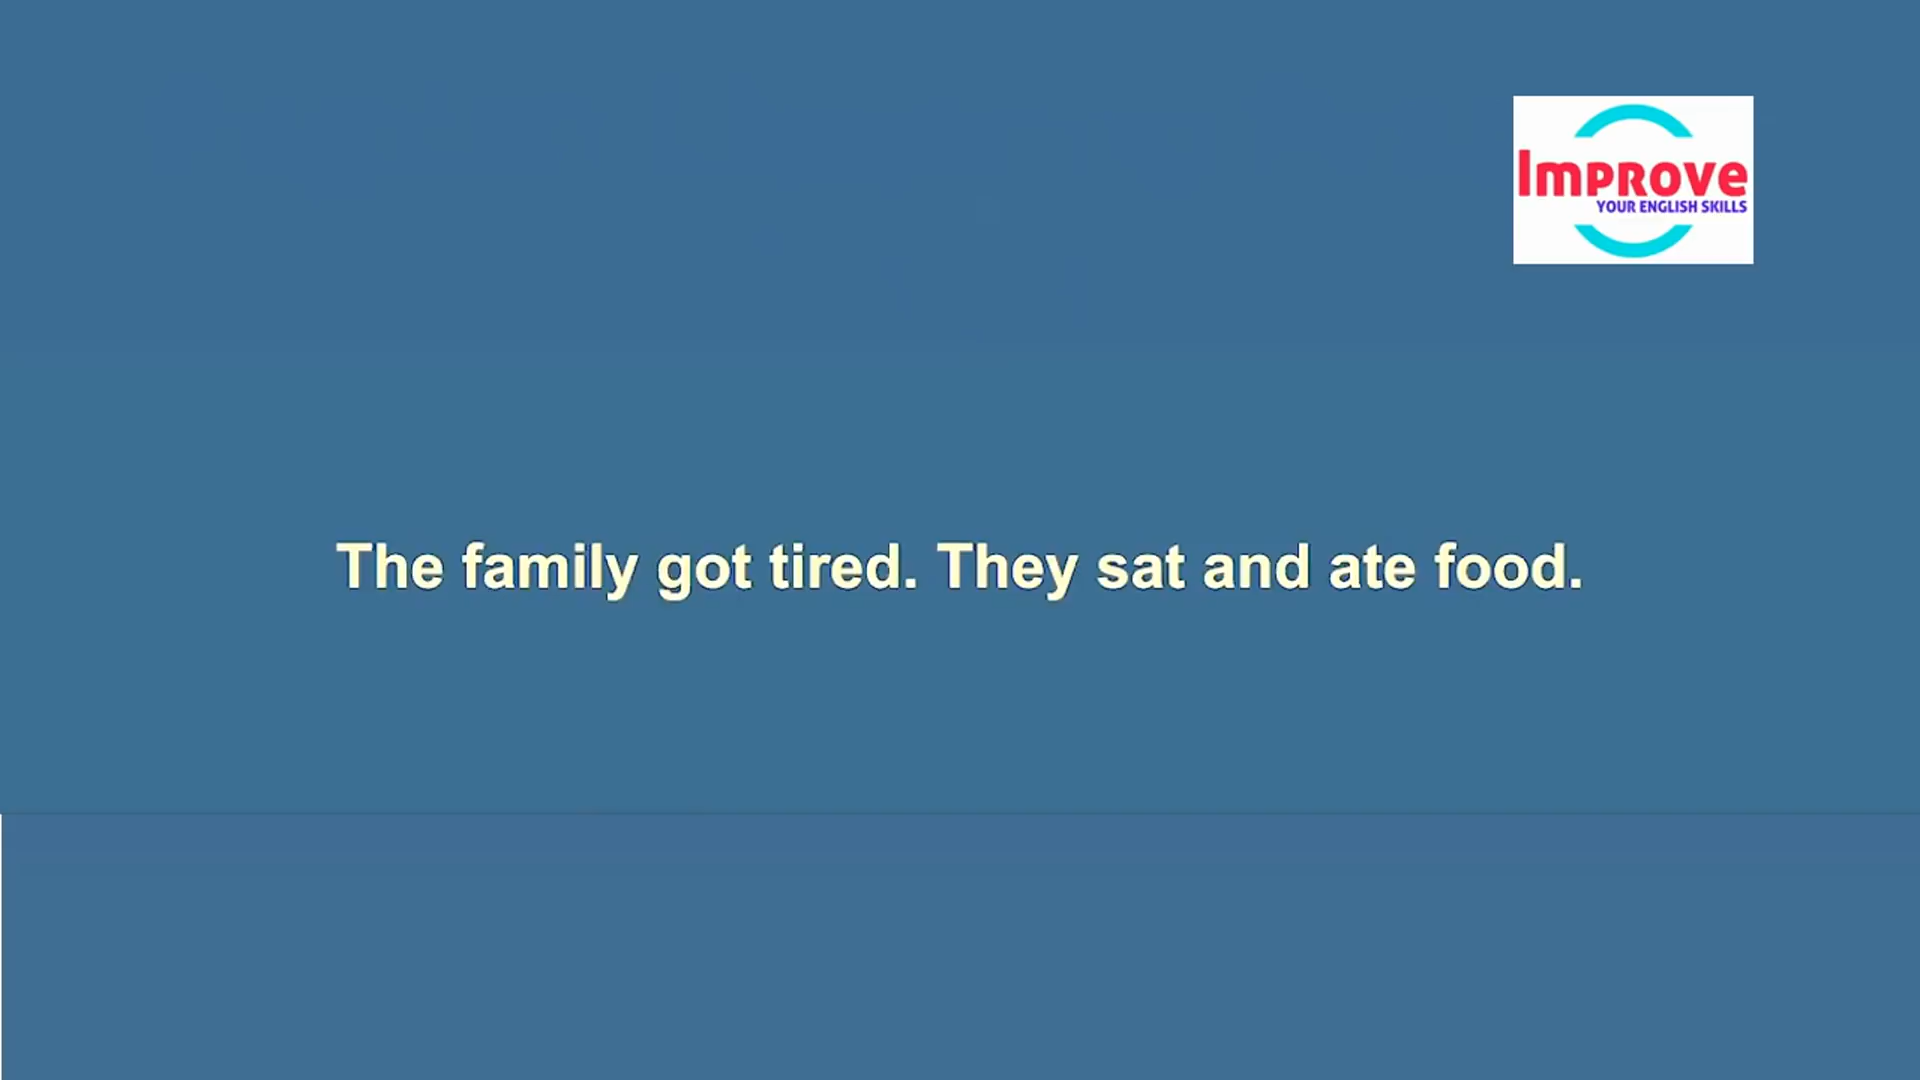 Improve
YOUR ENGLISH SKILLS
The family got tired. They sat and ate food.